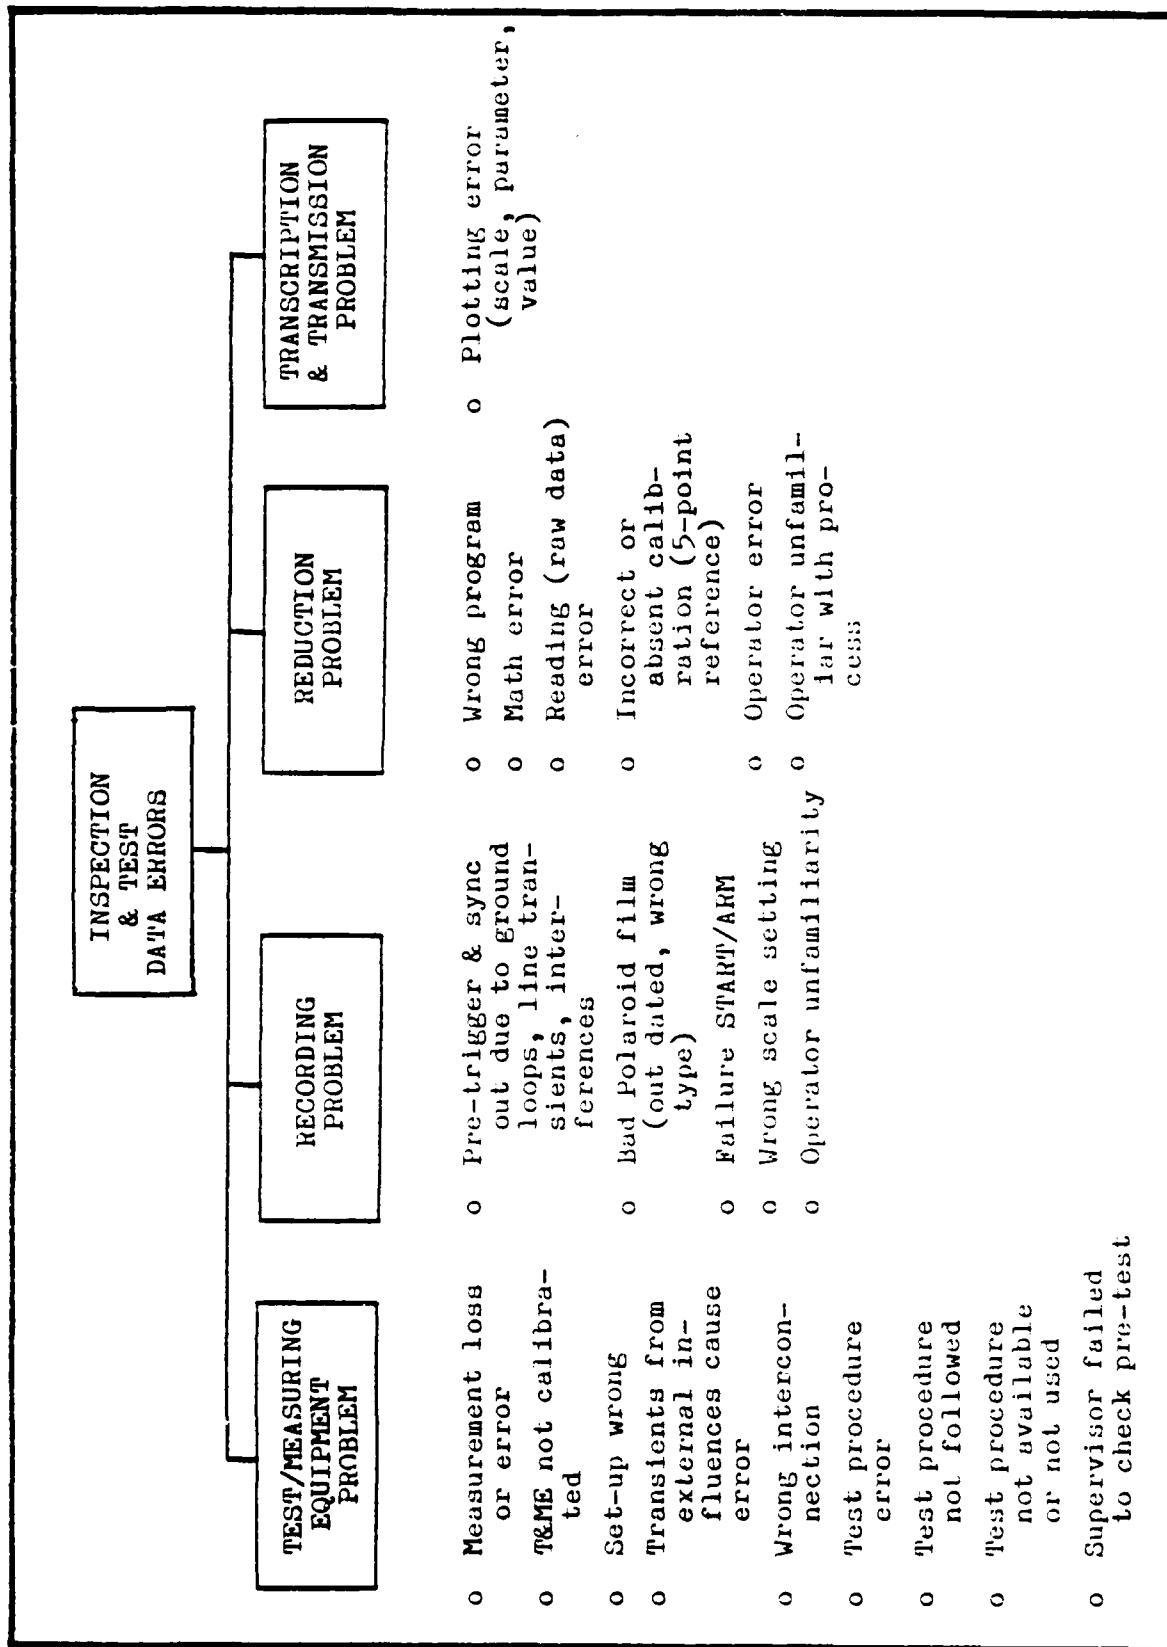 INSPECTION
& TEST
DATA ERRORS
TEST/MEASURING
EQUIPMENT
PROBLEM
o Measurement loss
or error
o T&ME not calibra-
ted
o Set-up wrong
o Transients from
external in-
fluences cause
error
o Wrong intercon-
nection
o Test procedure
error
o Test procedure
not followed
o Test procedure
not available
or not used
o Supervisor failed
to check pre-test
RECORDING
PROBLEM
o Pre-trigger & sync
out due to ground
loops, line tran-
sients, inter-
ferences
o Bad Polaroid film
(out dated, wrong
type)
o Failure START/ARM
o Wrong scale setting
o Operator unfamiliarity
REDUCTION
PROBLEM
o Wrong program
o Math error
o Reading (raw data)
error
o Incorrect or
absent calib-
ration (5-point
reference)
o Operator error
o Operator unfamil-
iar with pro-
cess
TRANSCRIPTION
& TRANSMISSION
PROBLEM
o Plotting error
(scale, parameter,
value)